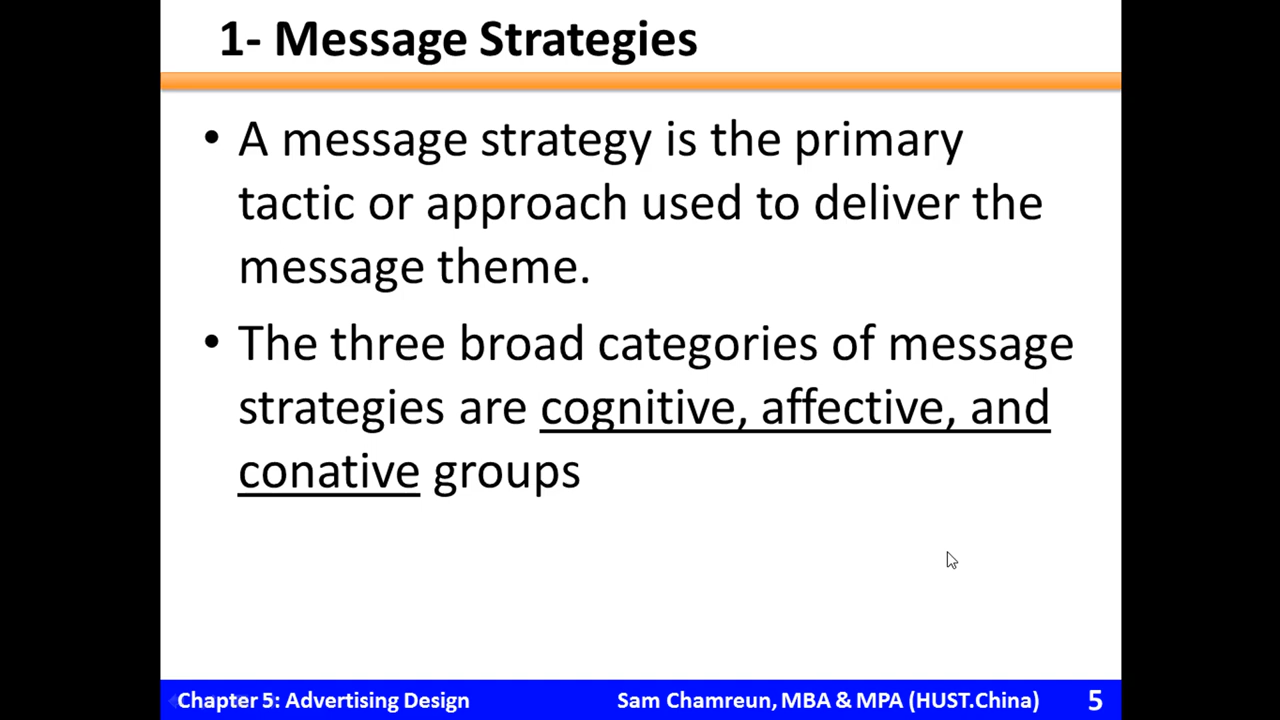 1- Message Strategies
• A message strategy is the primary
tactic or approach used to deliver the
message theme.
• The three broad categories of message
strategies are cognitive, affective, and
conative groups
Chapter 5: Advertising Design Sam Chamreun, MBA & MPA (HUST.China) 5